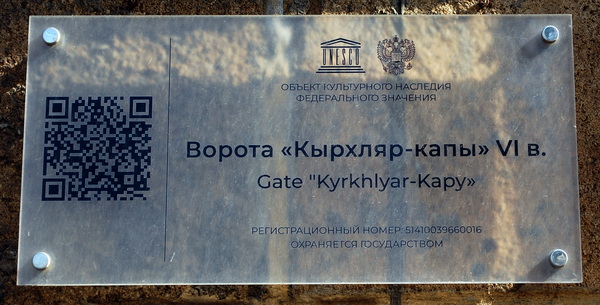 UNESCO
ОБЪЕКТ КУЛЬТУРНОГО НАСЛЕДИЯ
ФЕДЕРАЛЬНОГО ЗНАЧЕНИЯ
Ворота «Кырхляр-капы» VI в.
Gate "Kyrkhlyar-Kapy»
РЕГИСТРАЦИОННЫЙ НОМЕР: 51410039660016
ОХРАНЯЕТСЯ ГОСУДАРСТВОМ